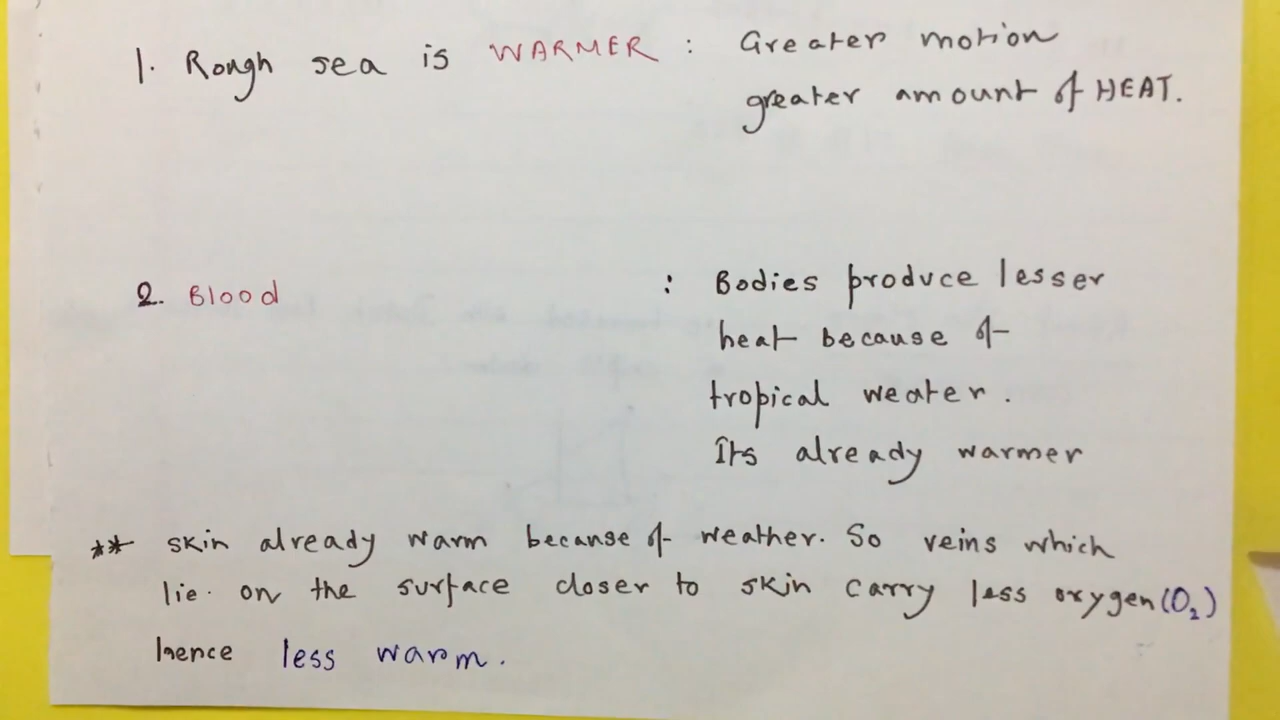 1. Rough sea is WARMER : Greater motion
greater amount of HEAT.
2. Blood : Bodies produce lesser
heat because of
tropical weater.
Its already warmer
** skin already warm because of weather. So veins which
lie. on the surface closer to skin carry less oxygen (O₂)
hence less warm.